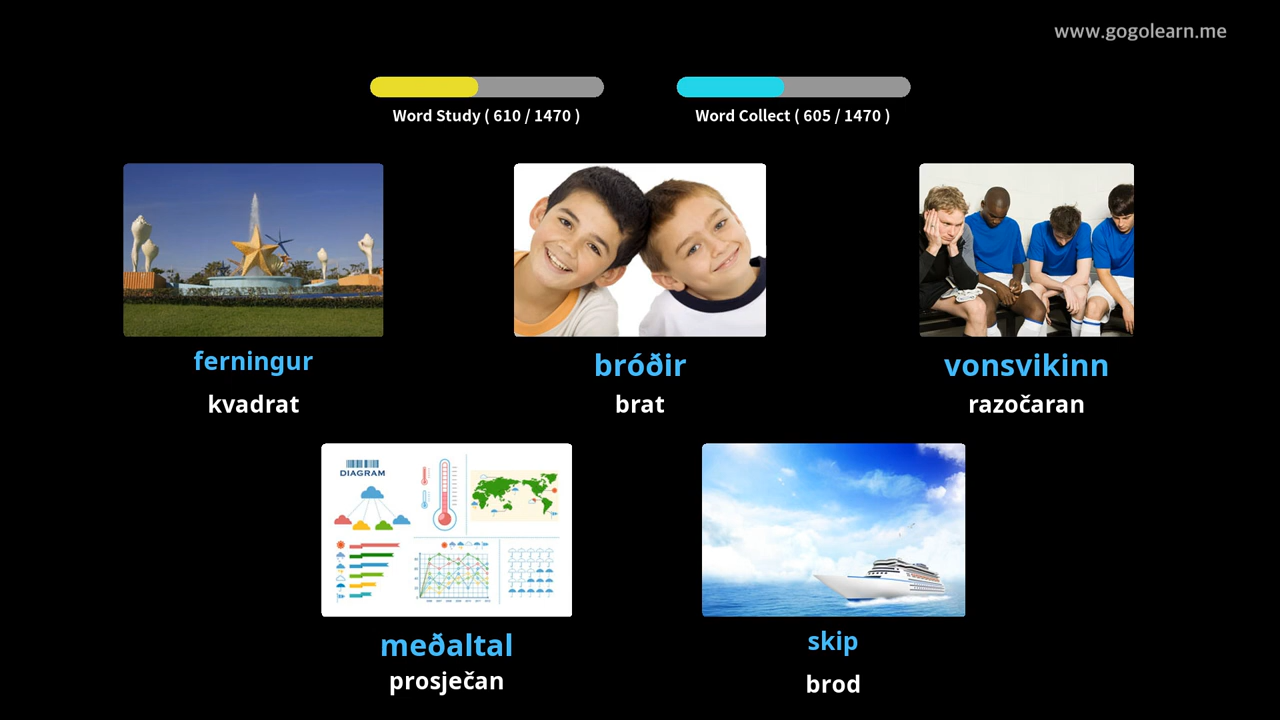 www.gogolearn.me
Word Study ( 610 / 1470 )
Word Collect ( 605 / 1470 )
ferningur
kvadrat
bróðir
brat
vonsvikinn
razočaran
DIAGRAM
meðaltal
prosječan
skip
brod